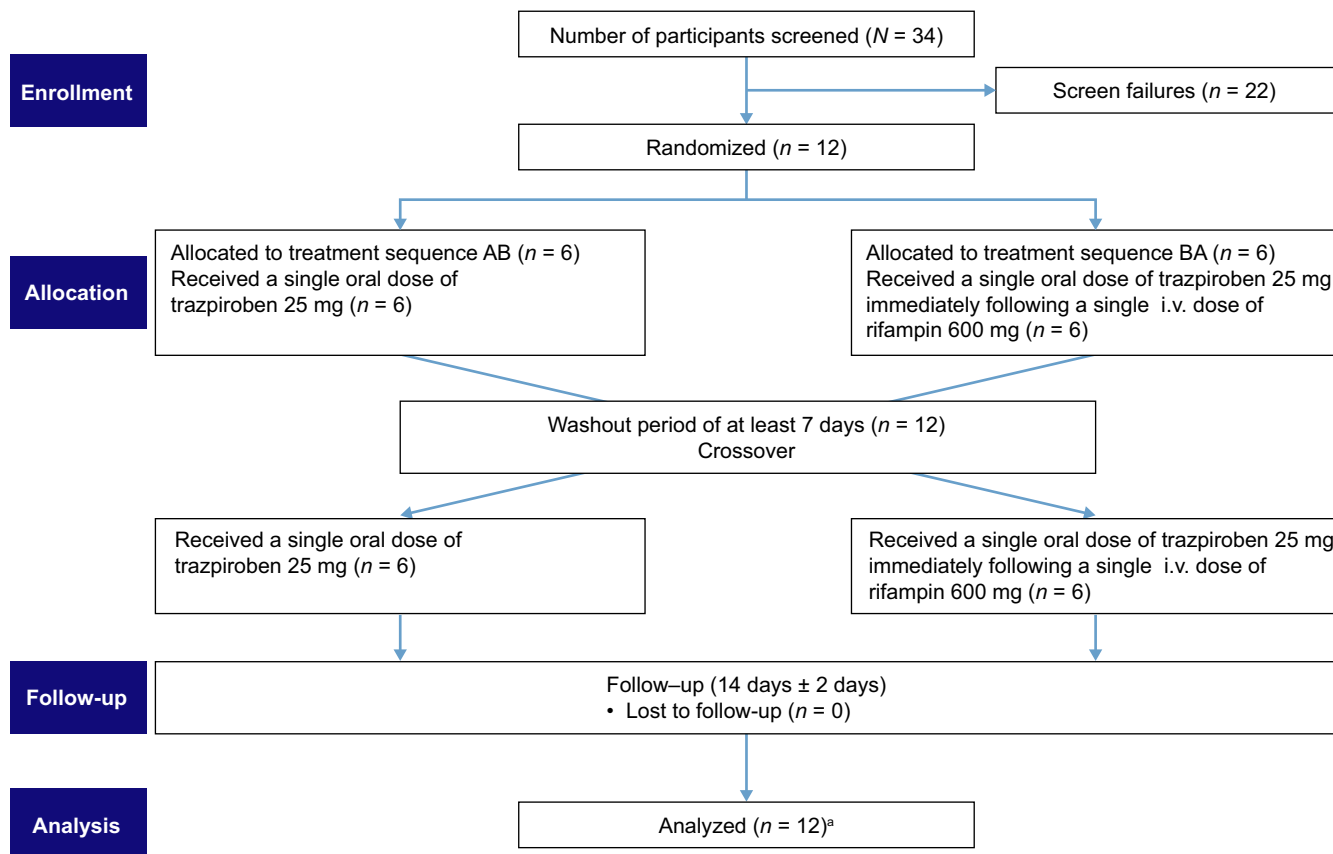 Number of participants screened (N = 34)
Enrollment
Screen failures (n = 22)
Randomized (n = 12)
Allocation
Allocated to treatment sequence AB (n = 6)
Received a single oral dose of
trazpiroben 25 mg (n = 6)
Allocated to treatment sequence BA (n = 6)
Received a single oral dose of trazpiroben 25 mg
immediately following a single i.v. dose of
rifampin 600 mg (n = 6)
Washout period of at least 7 days (n = 12)
Crossover
Received a single oral dose of
trazpiroben 25 mg (n = 6)
Received a single oral dose of trazpiroben 25 mg
immediately following a single i.v. dose of
rifampin 600 mg (n = 6)
Follow-up
Follow–up (14 days ± 2 days)
• Lost to follow-up (n = 0)
Analysis
Analyzed (n = 12)ᵃ